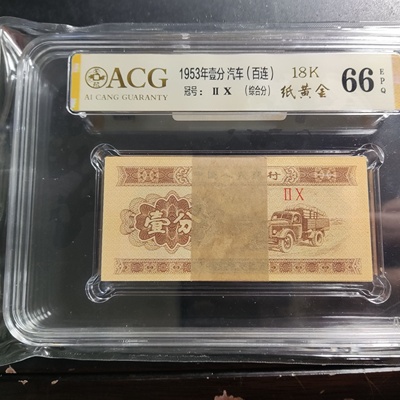 ACG
AI CANG GUARANTY
1953年壹分 汽车(百连)
冠号: II X (综合分)
18K
纸黄金
66
EPQ
行
II X
壹分